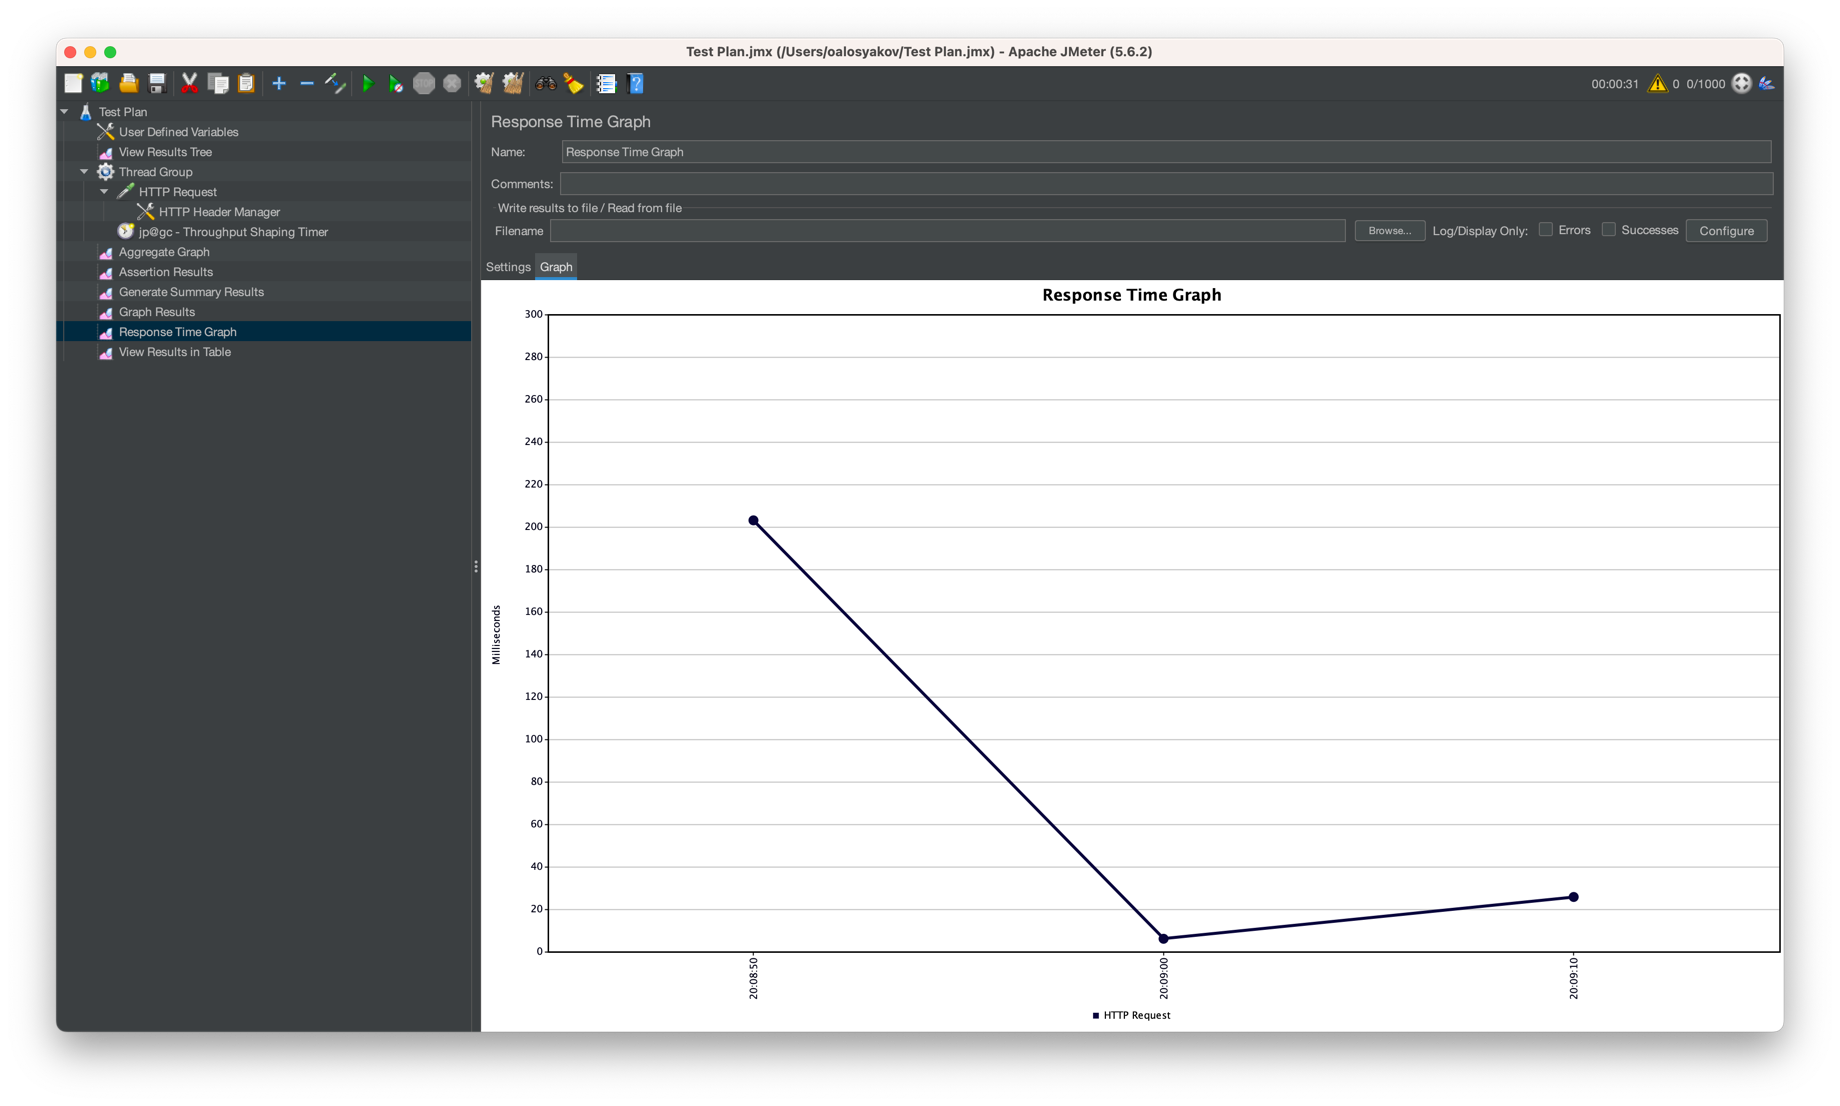 Test Plan.jmx (/Users/oalosyakov/Test Plan.jmx) - Apache JMeter (5.6.2)
00:00:31 0 0/1000
Test Plan
User Defined Variables
View Results Tree
Thread Group
HTTP Request
HTTP Header Manager
jp@gc - Throughput Shaping Timer
Aggregate Graph
Assertion Results
Generate Summary Results
Graph Results
Response Time Graph
View Results in Table
Response Time Graph
Name: Response Time Graph
Comments:
Write results to file / Read from file
Filename Browse... Log/Display Only: Errors Successes Configure
Settings Graph
Response Time Graph
300
280
260
240
220
200
180
160
140
120
100
80
60
40
20
0
Milliseconds
20:08:50
20:09:00
20:09:10
HTTP Request